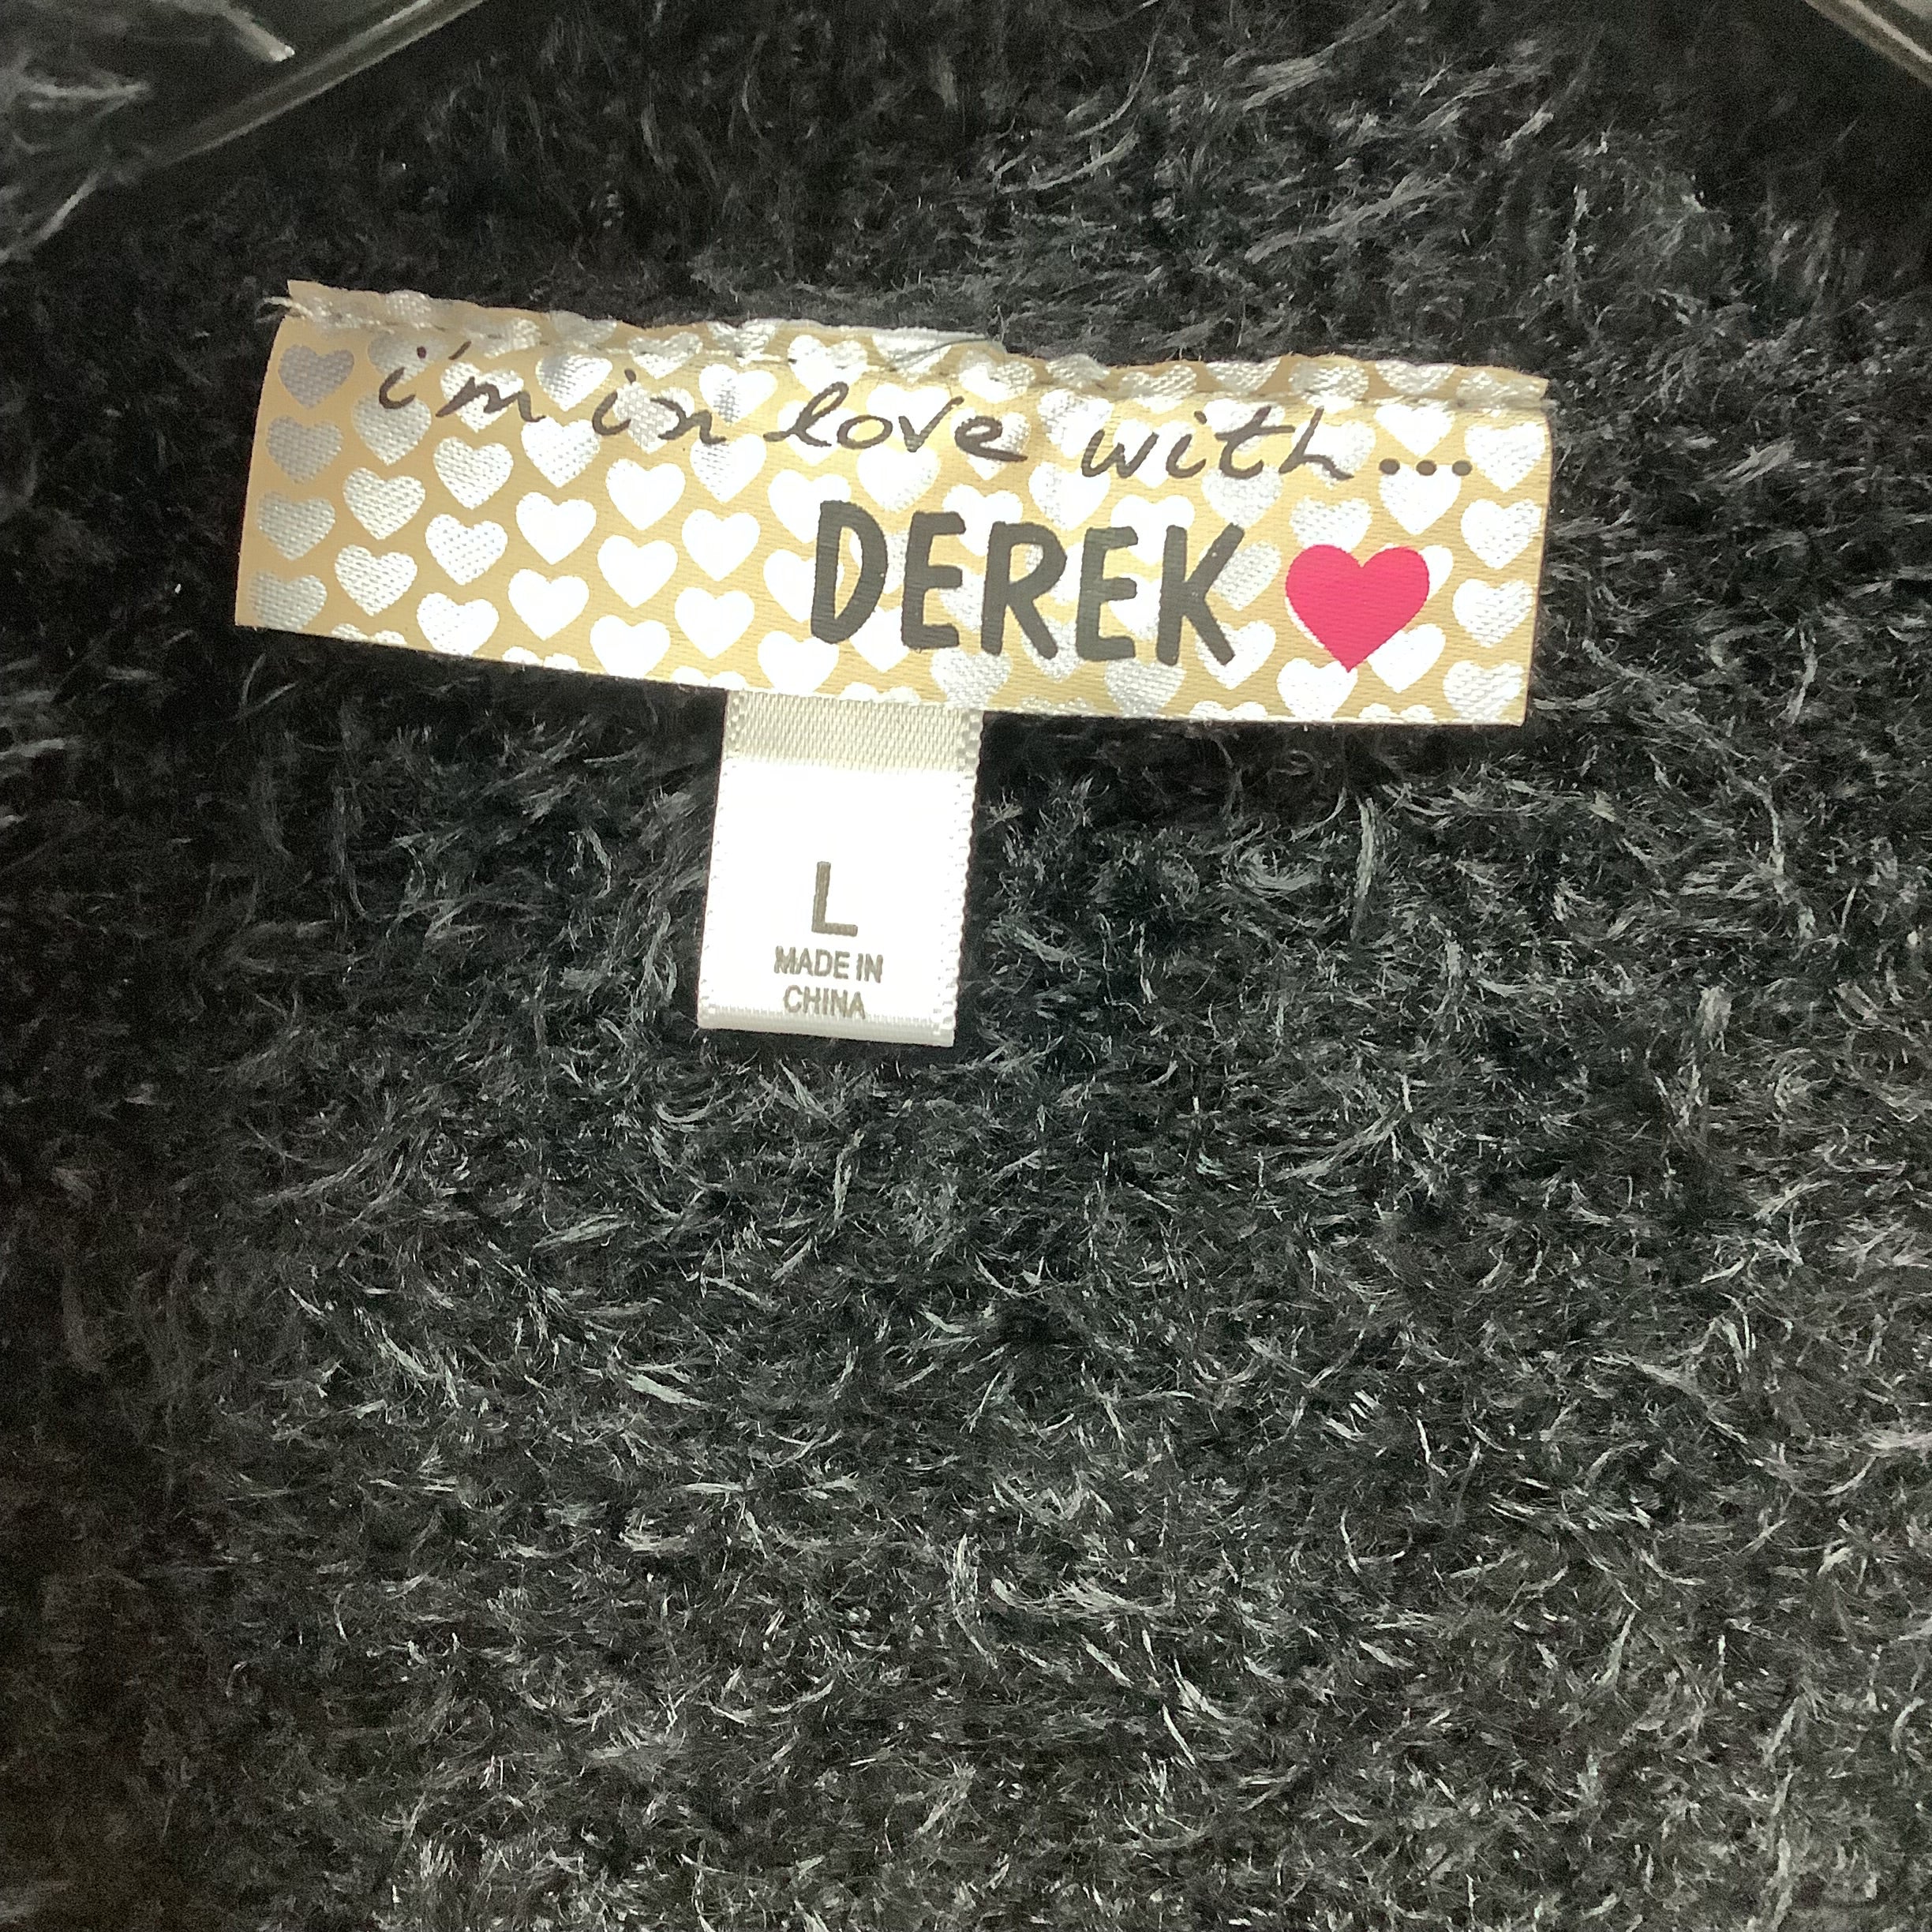 i'm in love with...
DEREK
L
MADE IN
CHINA